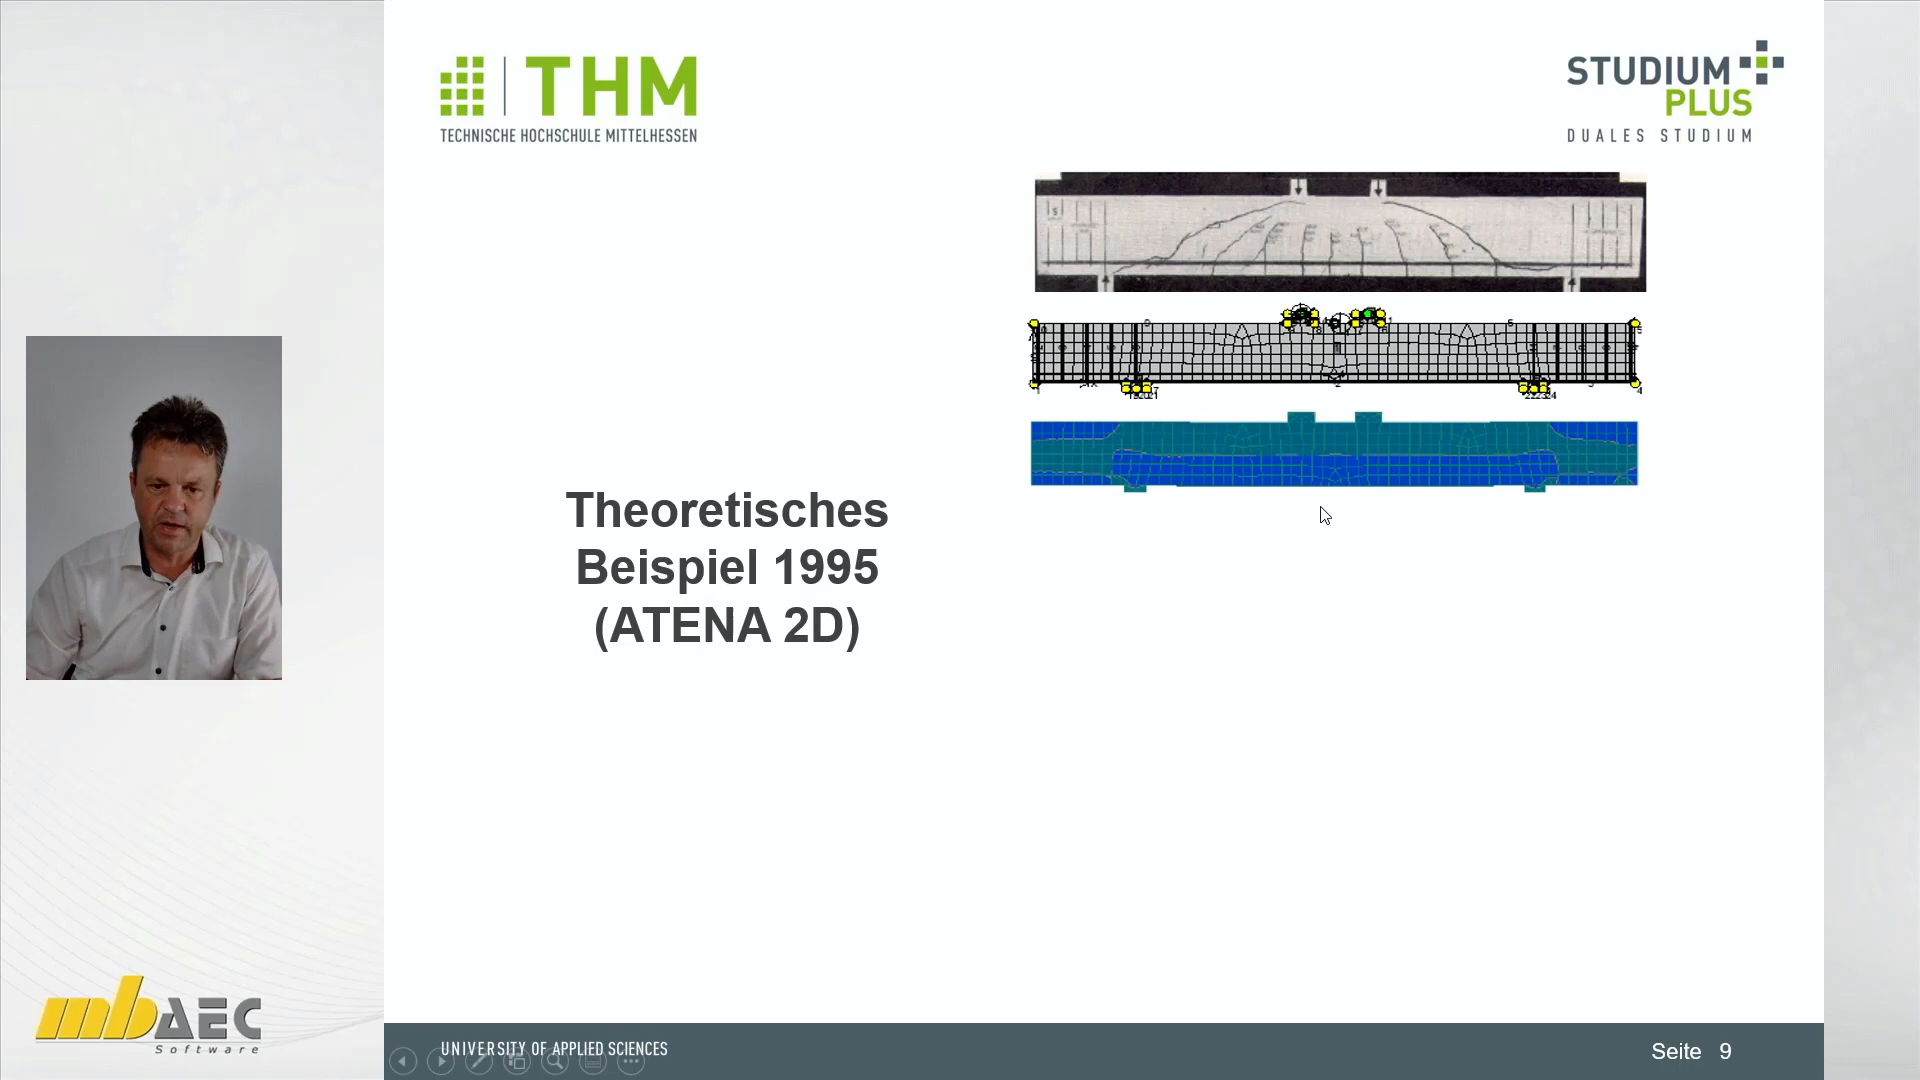 THM
TECHNISCHE HOCHSCHULE MITTELHESSEN
STUDIUM
PLUS
DUALES STUDIUM
Theoretisches
Beispiel 1995
(ATENA 2D)
mbAEC
Software
UNIVERSITY OF APPLIED SCIENCES
Seite 9